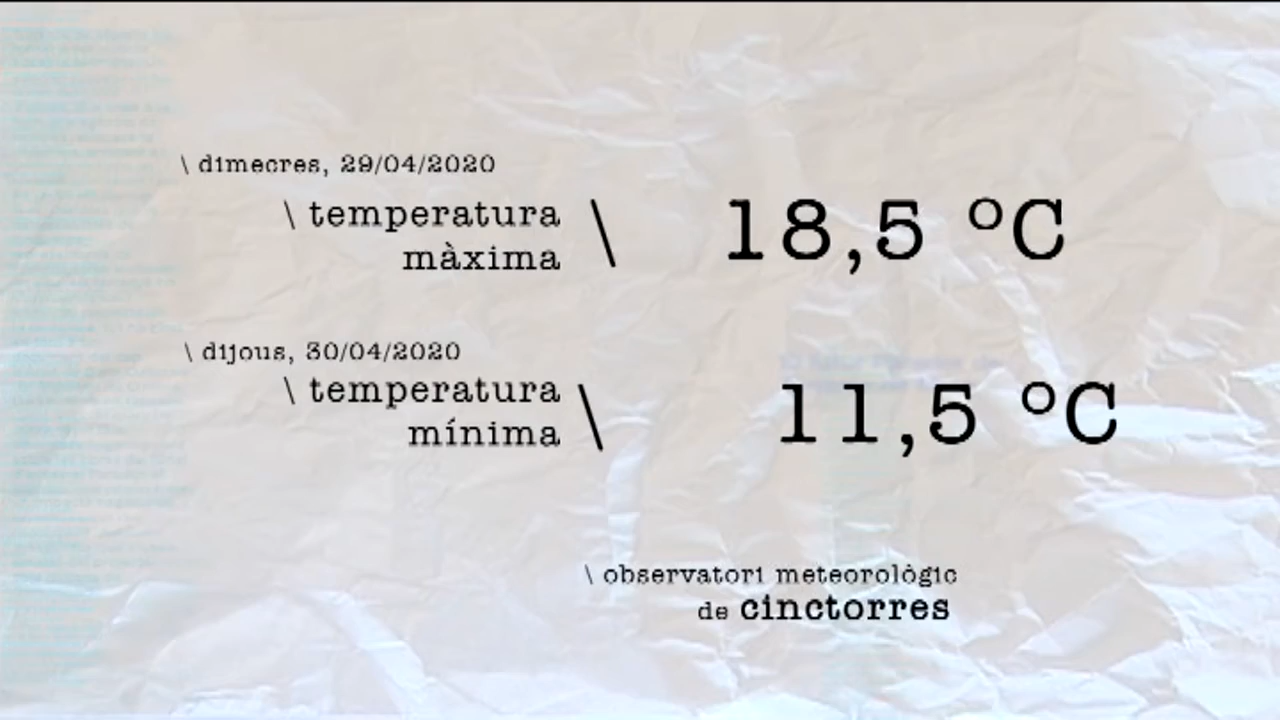 \ dimecres, 29/04/2020
\ temperatura
màxima \ 18,5 ºC
\ dijous, 30/04/2020
\ temperatura
mínima \ 11,5 ºC
\ observatori meteorològic
de cinctorres